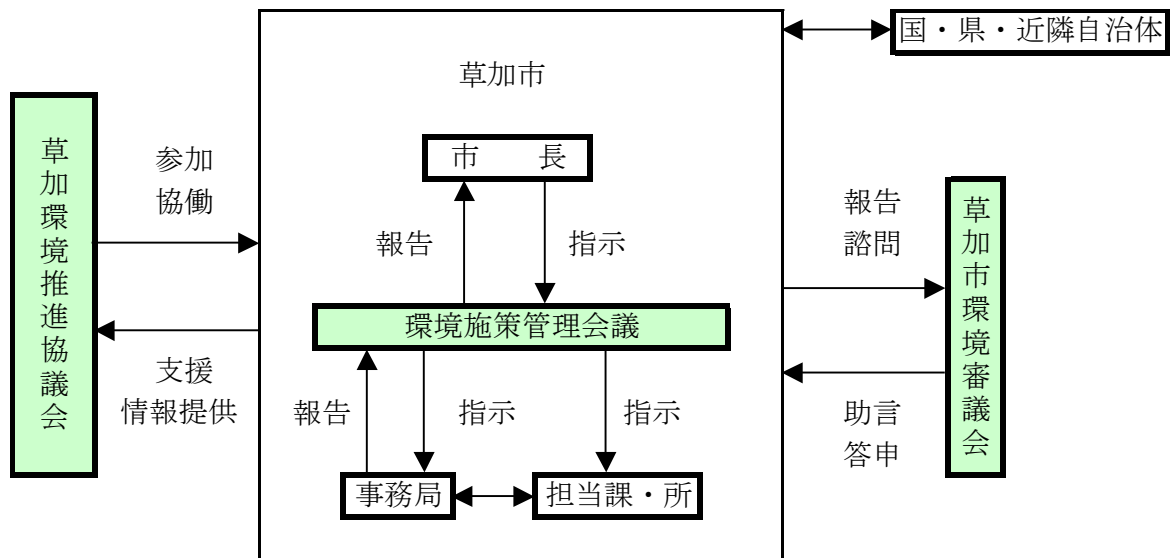 国・県・近隣自治体
草加市
草加環境推進協議会
参加
協働
市　　長
報告
指示
報告
諮問
草加市環境審議会
環境施策管理会議
支援
情報提供
報告
指示
指示
助言
答申
事務局
担当課・所